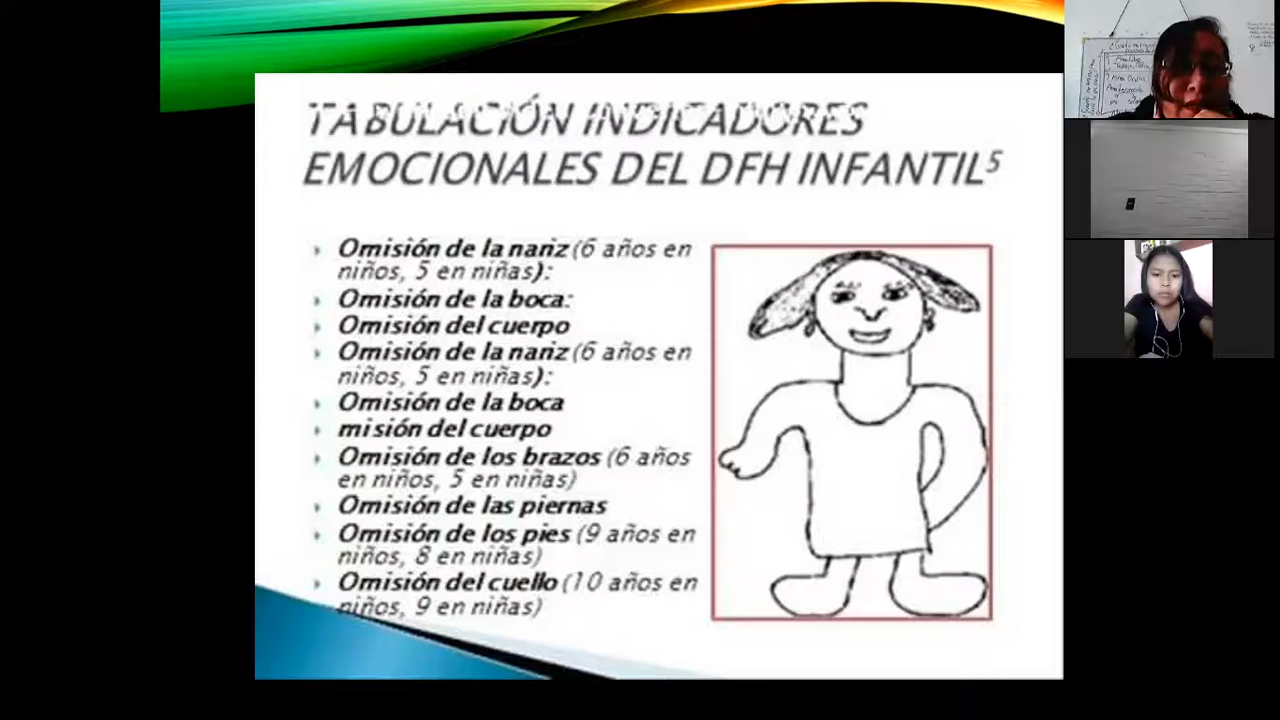 TABULACIÓN INDICADORES
EMOCIONALES DEL DFH INFANTIL⁵
Omisión de la nariz (6 años en
niños, 5 en niñas):
Omisión de la boca:
Omisión del cuerpo
Omisión de la nariz (6 años en
niños, 5 en niñas):
Omisión de la boca
misión del cuerpo
Omisión de los brazos (6 años
en niños, 5 en niñas)
Omisión de las piernas
Omisión de los pies (9 años en
niños, 8 en niñas)
Omisión del cuello (10 años en
niños, 9 en niñas)